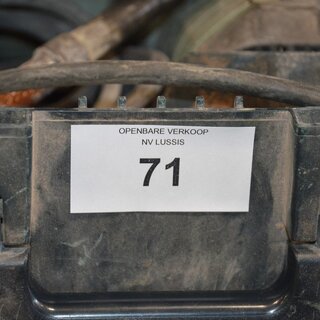 OPENBARE VERKOOP
NV LUSSIS
71